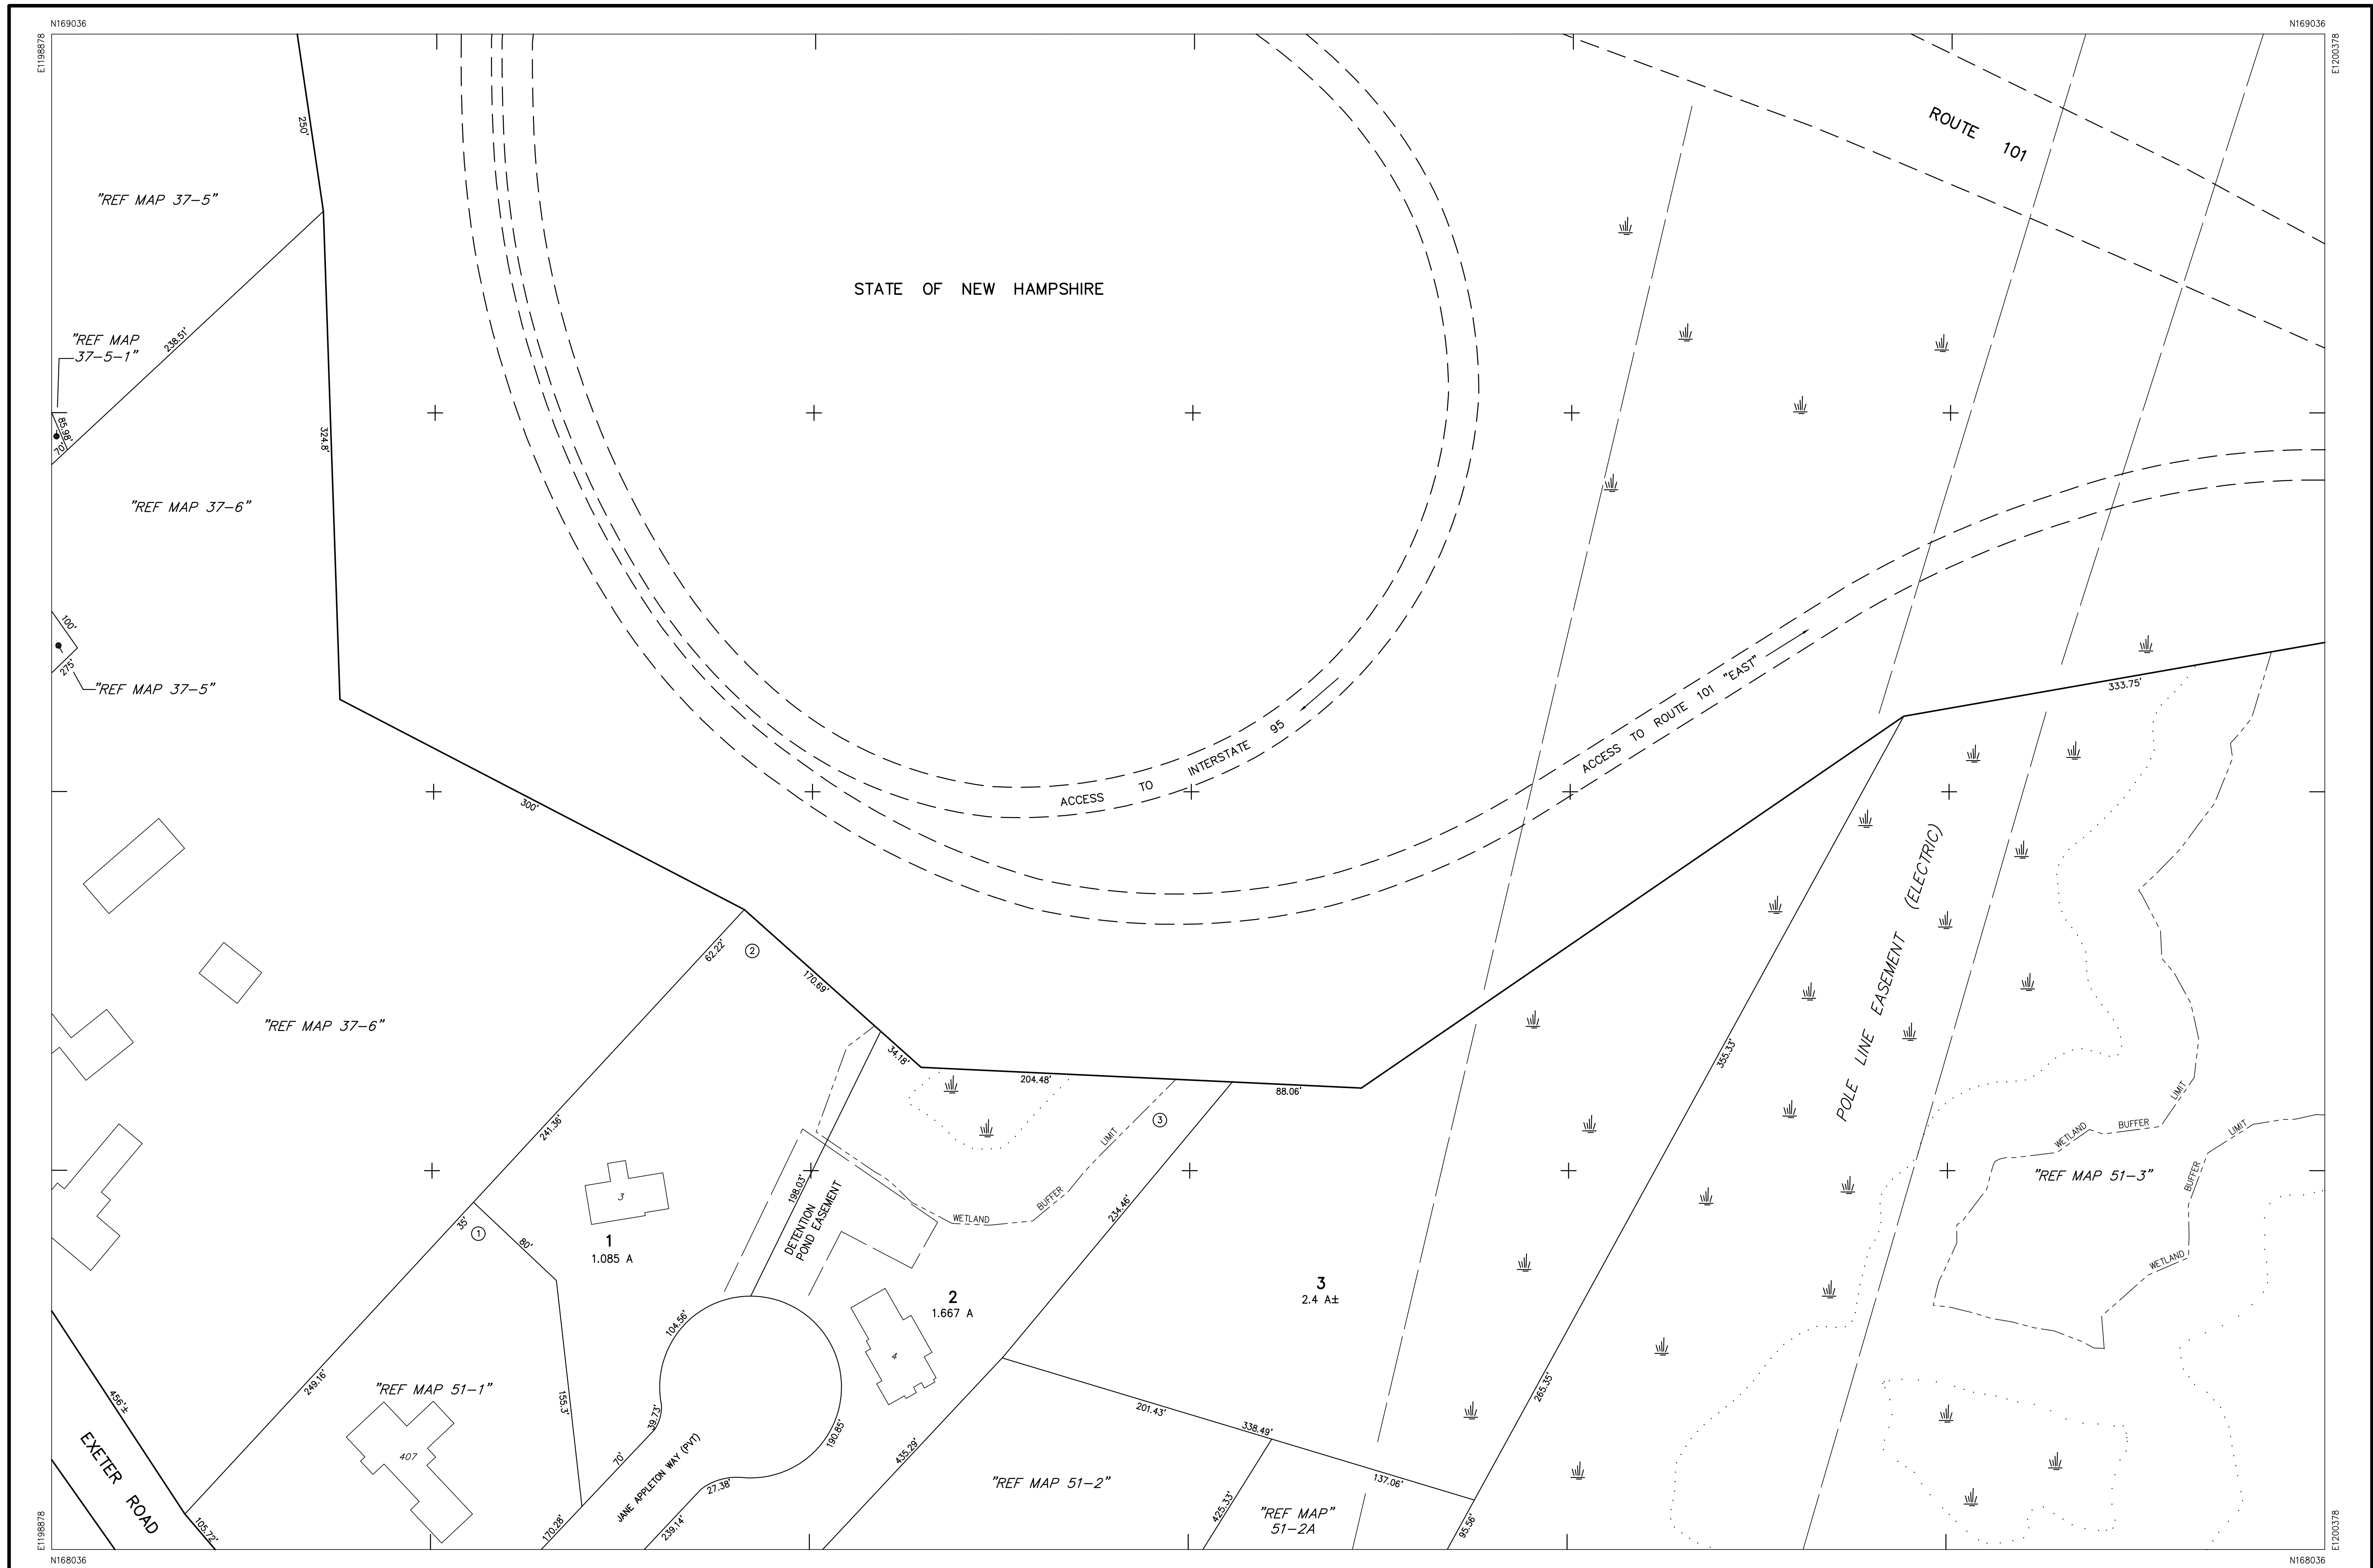 N169036
N169036
E1198878
E1200378
250'
ROUTE 101
"REF MAP 37-5"
STATE OF NEW HAMPSHIRE
"REF MAP
37-5-1"
238.51'
85.98'
70'
324.8'
"REF MAP 37-6"
100'
275'
"REF MAP 37-5"
333.75'
ACCESS TO INTERSTATE 95
ACCESS TO ROUTE 101 "EAST"
300'
POLE LINE EASEMENT (ELECTRIC)
62.22'
2
170.69'
"REF MAP 37-6"
34.18'
204.48'
88.06'
355.33'
241.36'
LIMIT
3
LIMIT
WETLAND
BUFFER
LIMIT
"REF MAP 51-3"
BUFFER
WETLAND
3
198.03'
DETENTION
POND EASEMENT
WETLAND
BUFFER
234.46'
35'
1
80'
1
1.085 A
2
1.667 A
3
2.4 A±
104.56'
4
249.16'
"REF MAP 51-1"
155.3'
456'±
39.73'
190.85'
201.43'
338.49'
265.35'
407
70'
435.29'
EXETER ROAD
JANE APPLETON WAY (PVT)
27.38'
"REF MAP 51-2"
137.06'
425.33'
"REF MAP"
51-2A
105.72'
170.28'
239.14'
95.56'
E1198878
E1200378
N168036
N168036